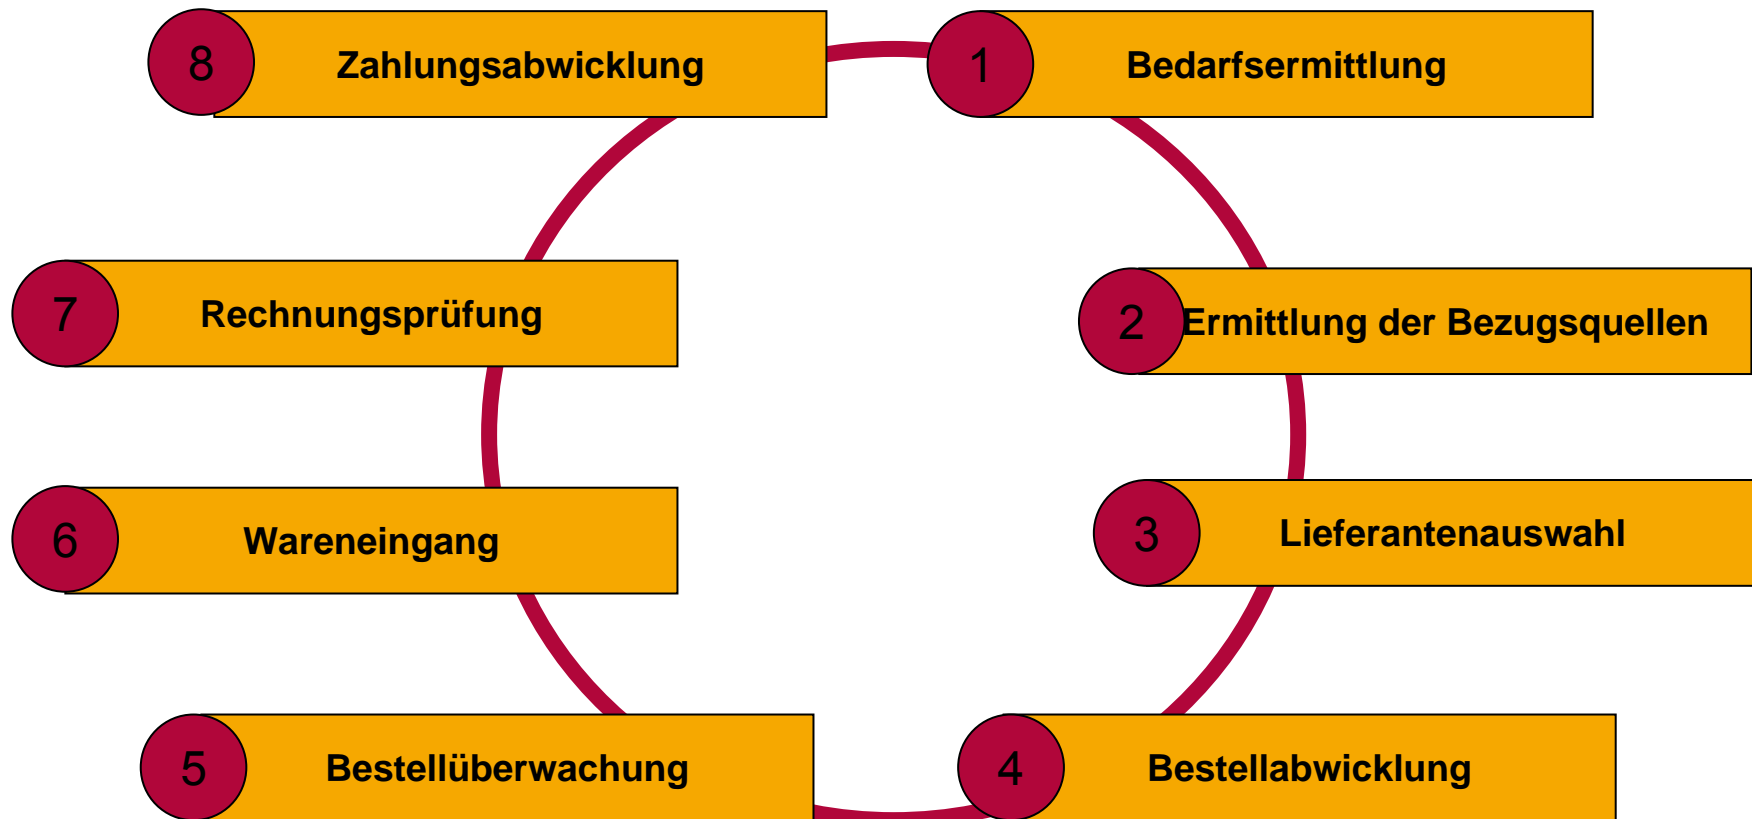 8 Zahlungsabwicklung
1 Bedarfsermittlung
7 Rechnungsprüfung
2 Ermittlung der Bezugsquellen
6 Wareneingang
3 Lieferantenauswahl
5 Bestellüberwachung
4 Bestellabwicklung